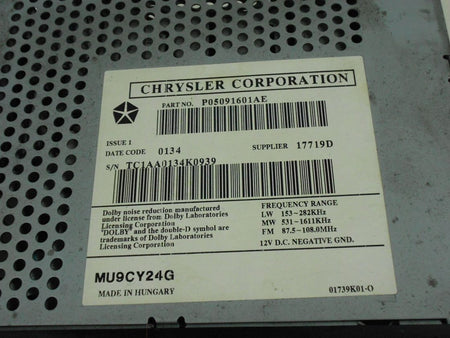 CHRYSLER CORPORATION
PART NO. P05091601AE
ISSUE 1
DATE CODE 0134 SUPPLIER 17719D
S/N TC1AA0134K0939
Dolby noise reduction manufactured
under license from Dolby Laboratories
Licensing Corporation
"DOLBY" and the double-D symbol are
trademarks of Dolby Laboratories
Licensing Corporation
FREQUENCY RANGE
LW 153~282KHz
MW 531~1611KHz
FM 87.5~108.0MHz
12V D.C. NEGATIVE GND.
MU9CY24G
MADE IN HUNGARY 01739K01-O